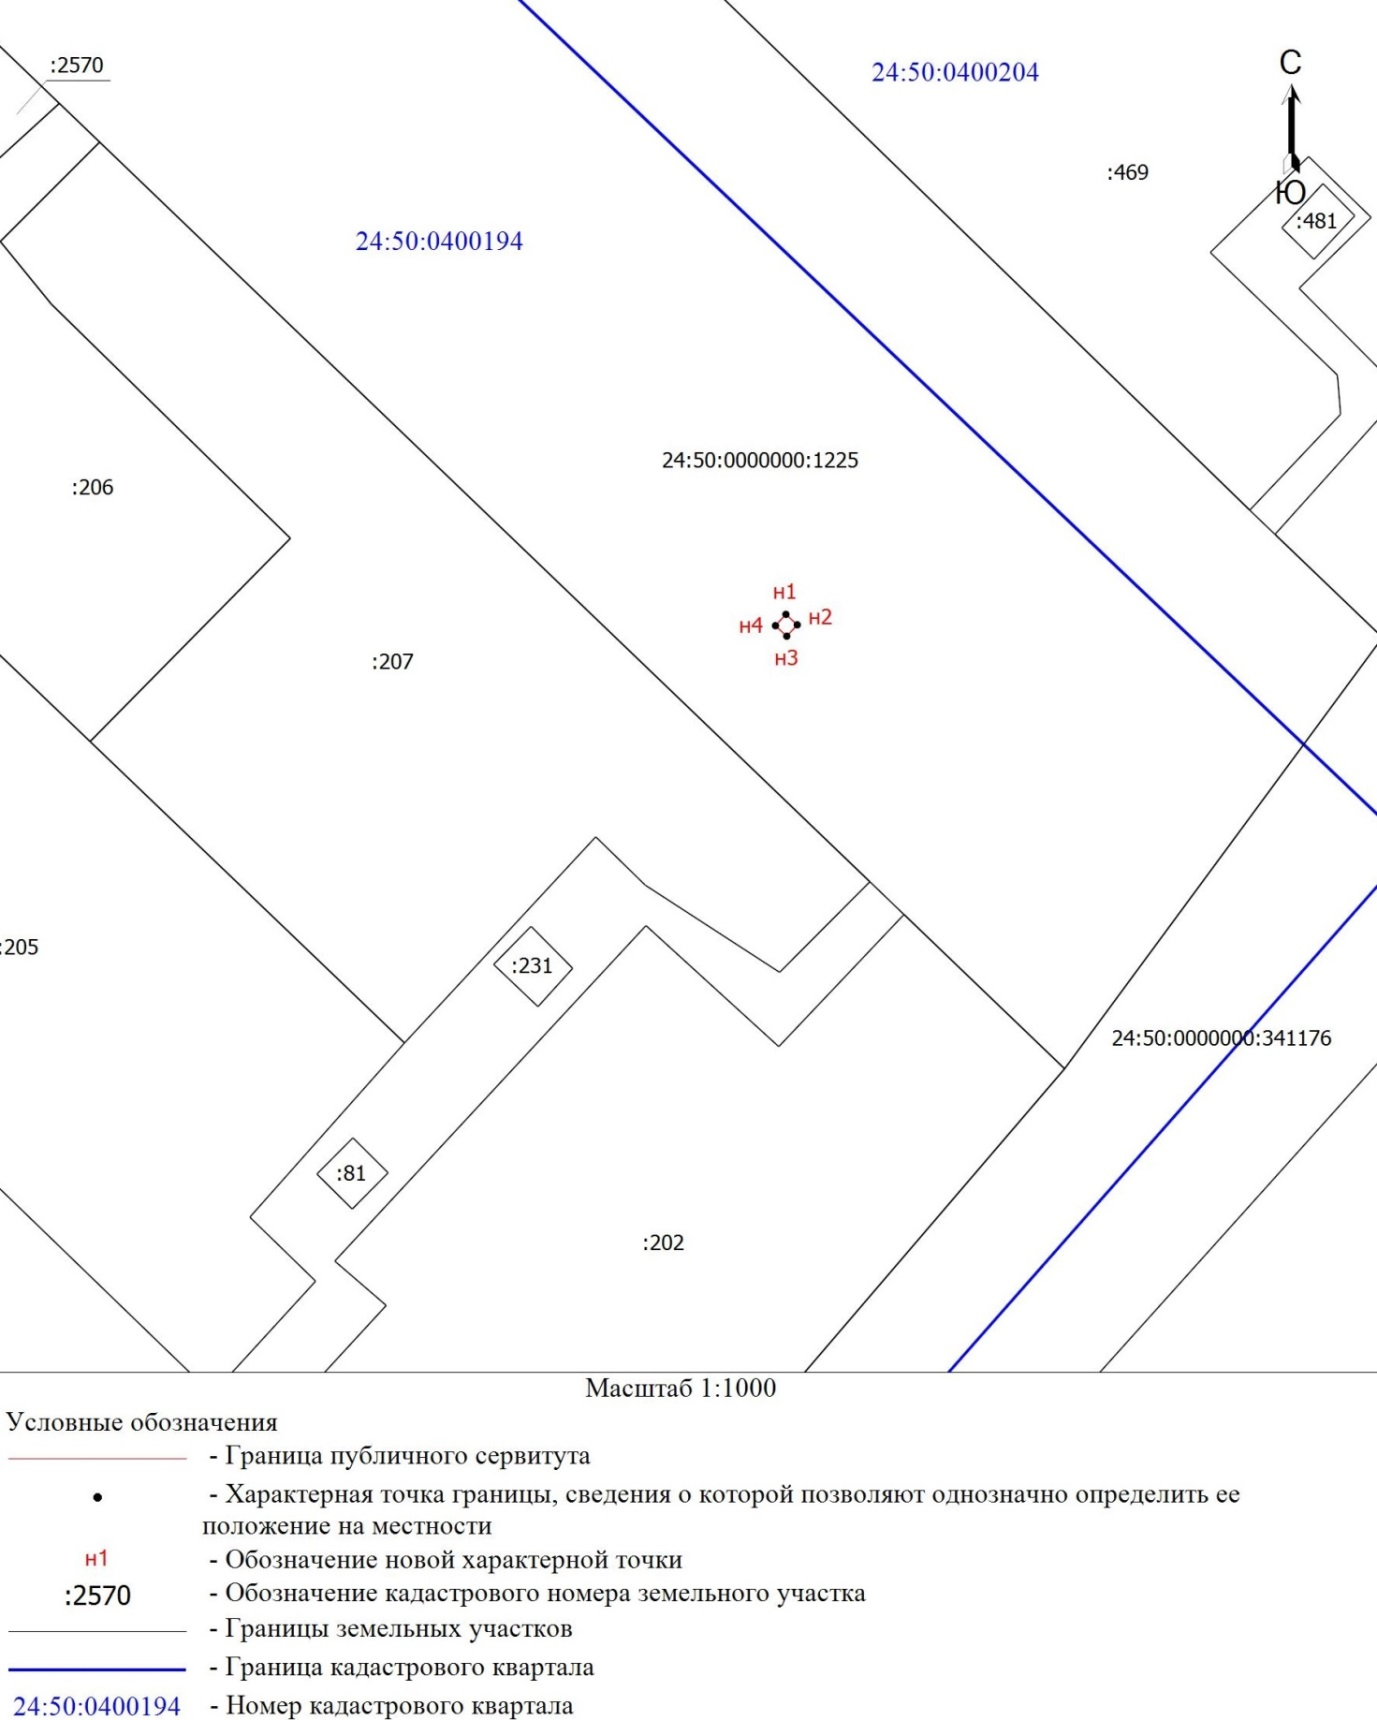 :2570
24:50:0400204
С
:469
Ю
:481
24:50:0400194
24:50:0000000:1225
:206
н1
н2
н4
н3
:207
:205
:231
24:50:0000000:341176
:81
:202
Масштаб 1:1000
Условные обозначения
- Граница публичного сервитута
- Характерная точка границы, сведения о которой позволяют однозначно определить ее
положение на местности
н1 - Обозначение новой характерной точки
:2570 - Обозначение кадастрового номера земельного участка
- Границы земельных участков
- Граница кадастрового квартала
24:50:0400194 - Номер кадастрового квартала